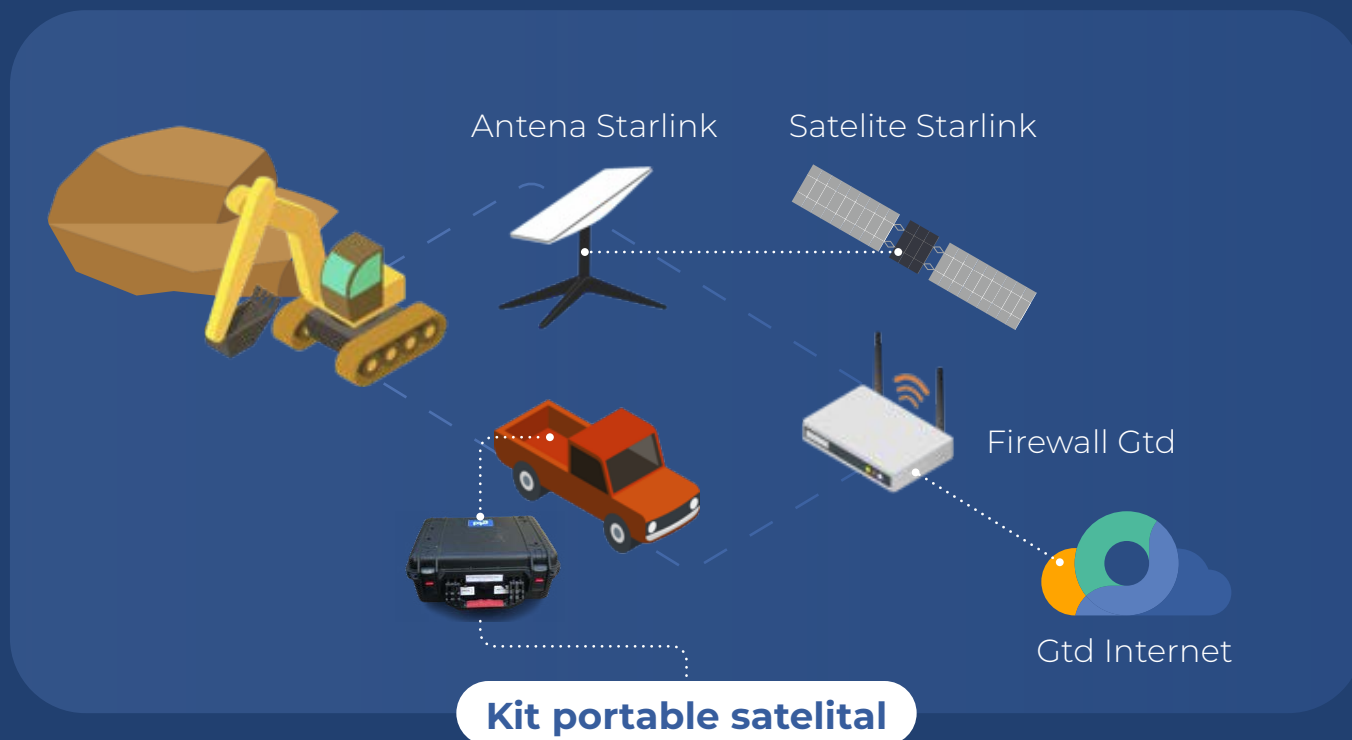 Antena Starlink
Satelite Starlink
Firewall Gtd
Gtd Internet
Kit portable satelital